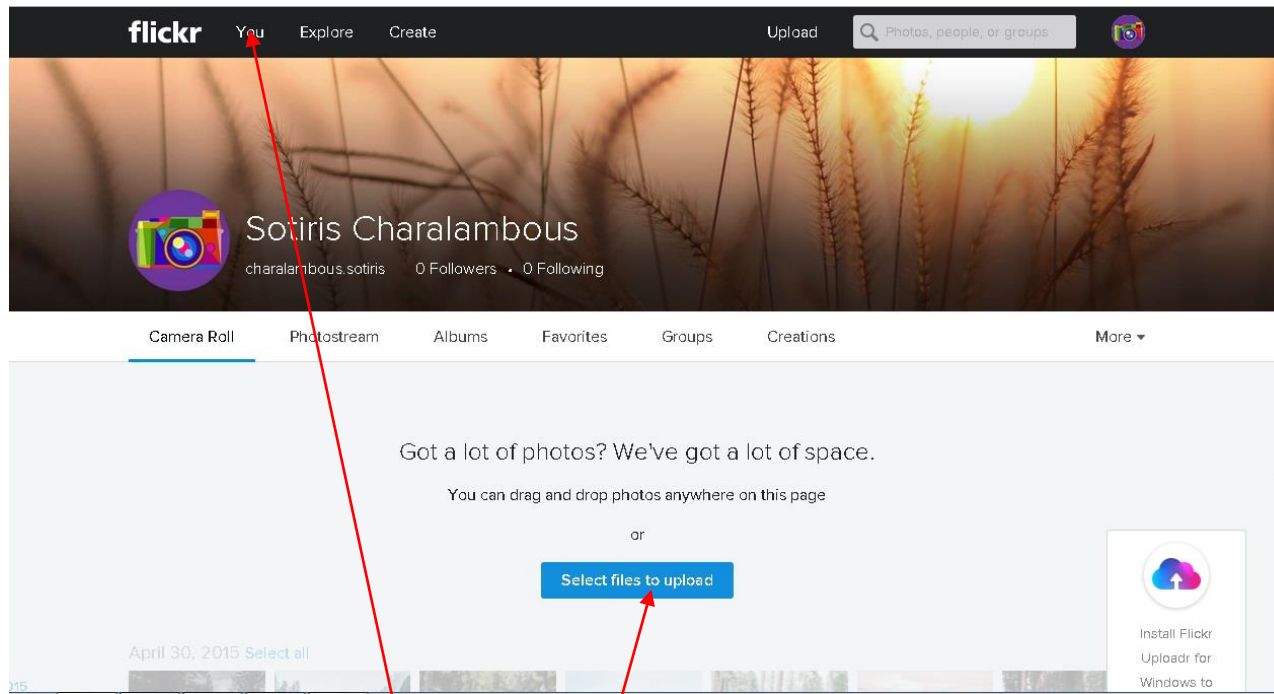 flickr You Explore Create Upload Photos, people, or groups
Sotiris Charalambous
charalambous.sotiris 0 Followers • 0 Following
Camera Roll Photostream Albums Favorites Groups Creations More
Got a lot of photos? We've got a lot of space.
You can drag and drop photos anywhere on this page
or
Select files to upload
Install Flickr
Uploadr for
Windows to
April 30, 2015 Select all